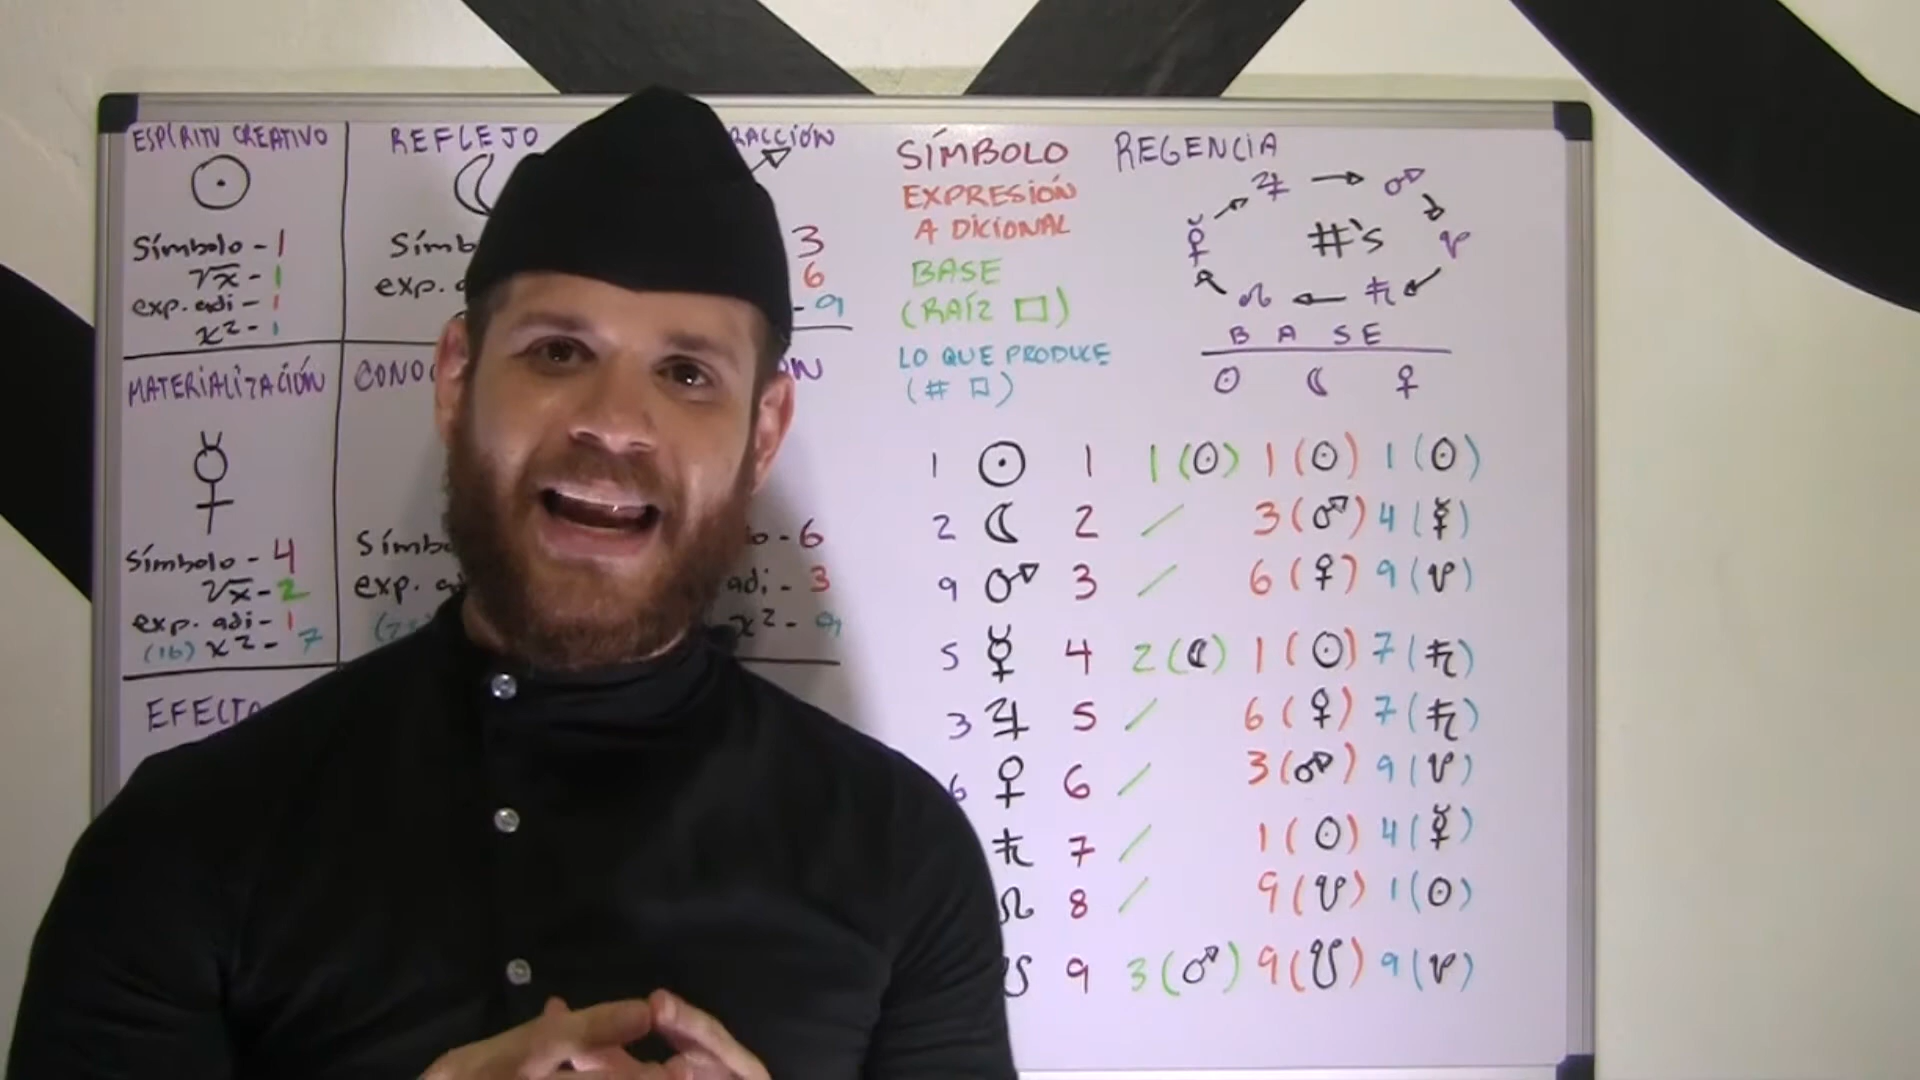 ESPÍRITU CREATIVO
Símbolo - 1
√x - 1
exp. adi - 1
x2 - 1
REFLEJO
3
6
- 9
MATERIALIZACIÓN
Símbolo - 4
√x - 2
exp. adi - 1
(16) x2 - 7
- 6
adi - 3
x2 - 9
SÍMBOLO
EXPRESIÓN
ADICIONAL
BASE
(RAÍZ □)
LO QUE PRODUCE
(# □)
REGENCIA
♃ → ♂
☿ #'s ☋
☊ ← ♄
BASE
☉ ☾ ♀
1 ☉ 1 1(☉) 1(☉) 1(☉)
2 ☾ 2 / 3(♂) 4(☿)
9 ♂ 3 / 6(♀) 9(☋)
5 ☿ 4 2(☾) 1(☉) 7(♄)
3 ♃ 5 / 6(♀) 7(♄)
6 ♀ 6 / 3(♂) 9(☋)
♄ 7 / 1(☉) 4(☿)
☊ 8 / 9(☋) 1(☉)
☋ 9 3(♂) 9(☋) 9(☋)